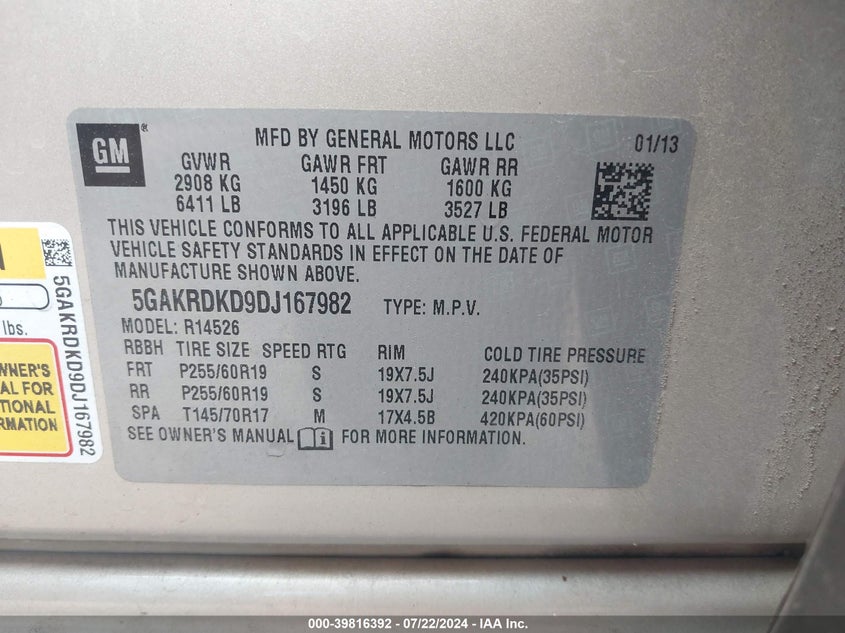 GM®
MFD BY GENERAL MOTORS LLC
01/13
GVWR GAWR FRT GAWR RR
2908 KG 1450 KG 1600 KG
6411 LB 3196 LB 3527 LB
THIS VEHICLE CONFORMS TO ALL APPLICABLE U.S. FEDERAL MOTOR
VEHICLE SAFETY STANDARDS IN EFFECT ON THE DATE OF
MANUFACTURE SHOWN ABOVE.
5GAKRDKD9DJ167982 TYPE: M.P.V.
MODEL: R14526
RBBH TIRE SIZE SPEED RTG RIM COLD TIRE PRESSURE
FRT P255/60R19 S 19X7.5J 240KPA(35PSI)
RR P255/60R19 S 19X7.5J 240KPA(35PSI)
SPA T145/70R17 M 17X4.5B 420KPA(60PSI)
SEE OWNER'S MANUAL FOR MORE INFORMATION.
lbs.
WNER'S
AL FOR
TIONAL
RMATION
5GAKRDKD9DJ167982
000-39816392 - 07/22/2024 - IAA Inc.